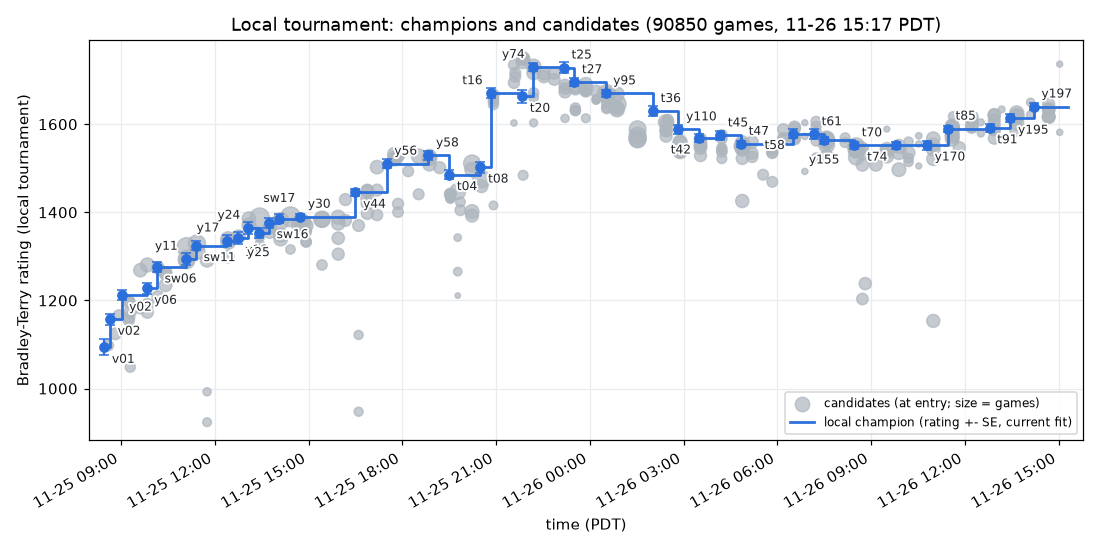 Local tournament: champions and candidates (90850 games, 11-26 15:17 PDT)
Bradley-Terry rating (local tournament)
1600
1400
1200
1000
v01
v02
y02
y06
y11
sw06
y17
sw11
y24
y25
sw17
sw16
y30
y44
y56
y58
t04
t08
t16
t20
y74
t25
t27
y95
t36
t42
y110
t45
t47
t58
t61
y155
t70
t74
y170
t85
t91
y195
y197
candidates (at entry; size = games)
local champion (rating +- SE, current fit)
11-25 09:00
11-25 12:00
11-25 15:00
11-25 18:00
11-25 21:00
11-26 00:00
11-26 03:00
11-26 06:00
11-26 09:00
11-26 12:00
11-26 15:00
time (PDT)